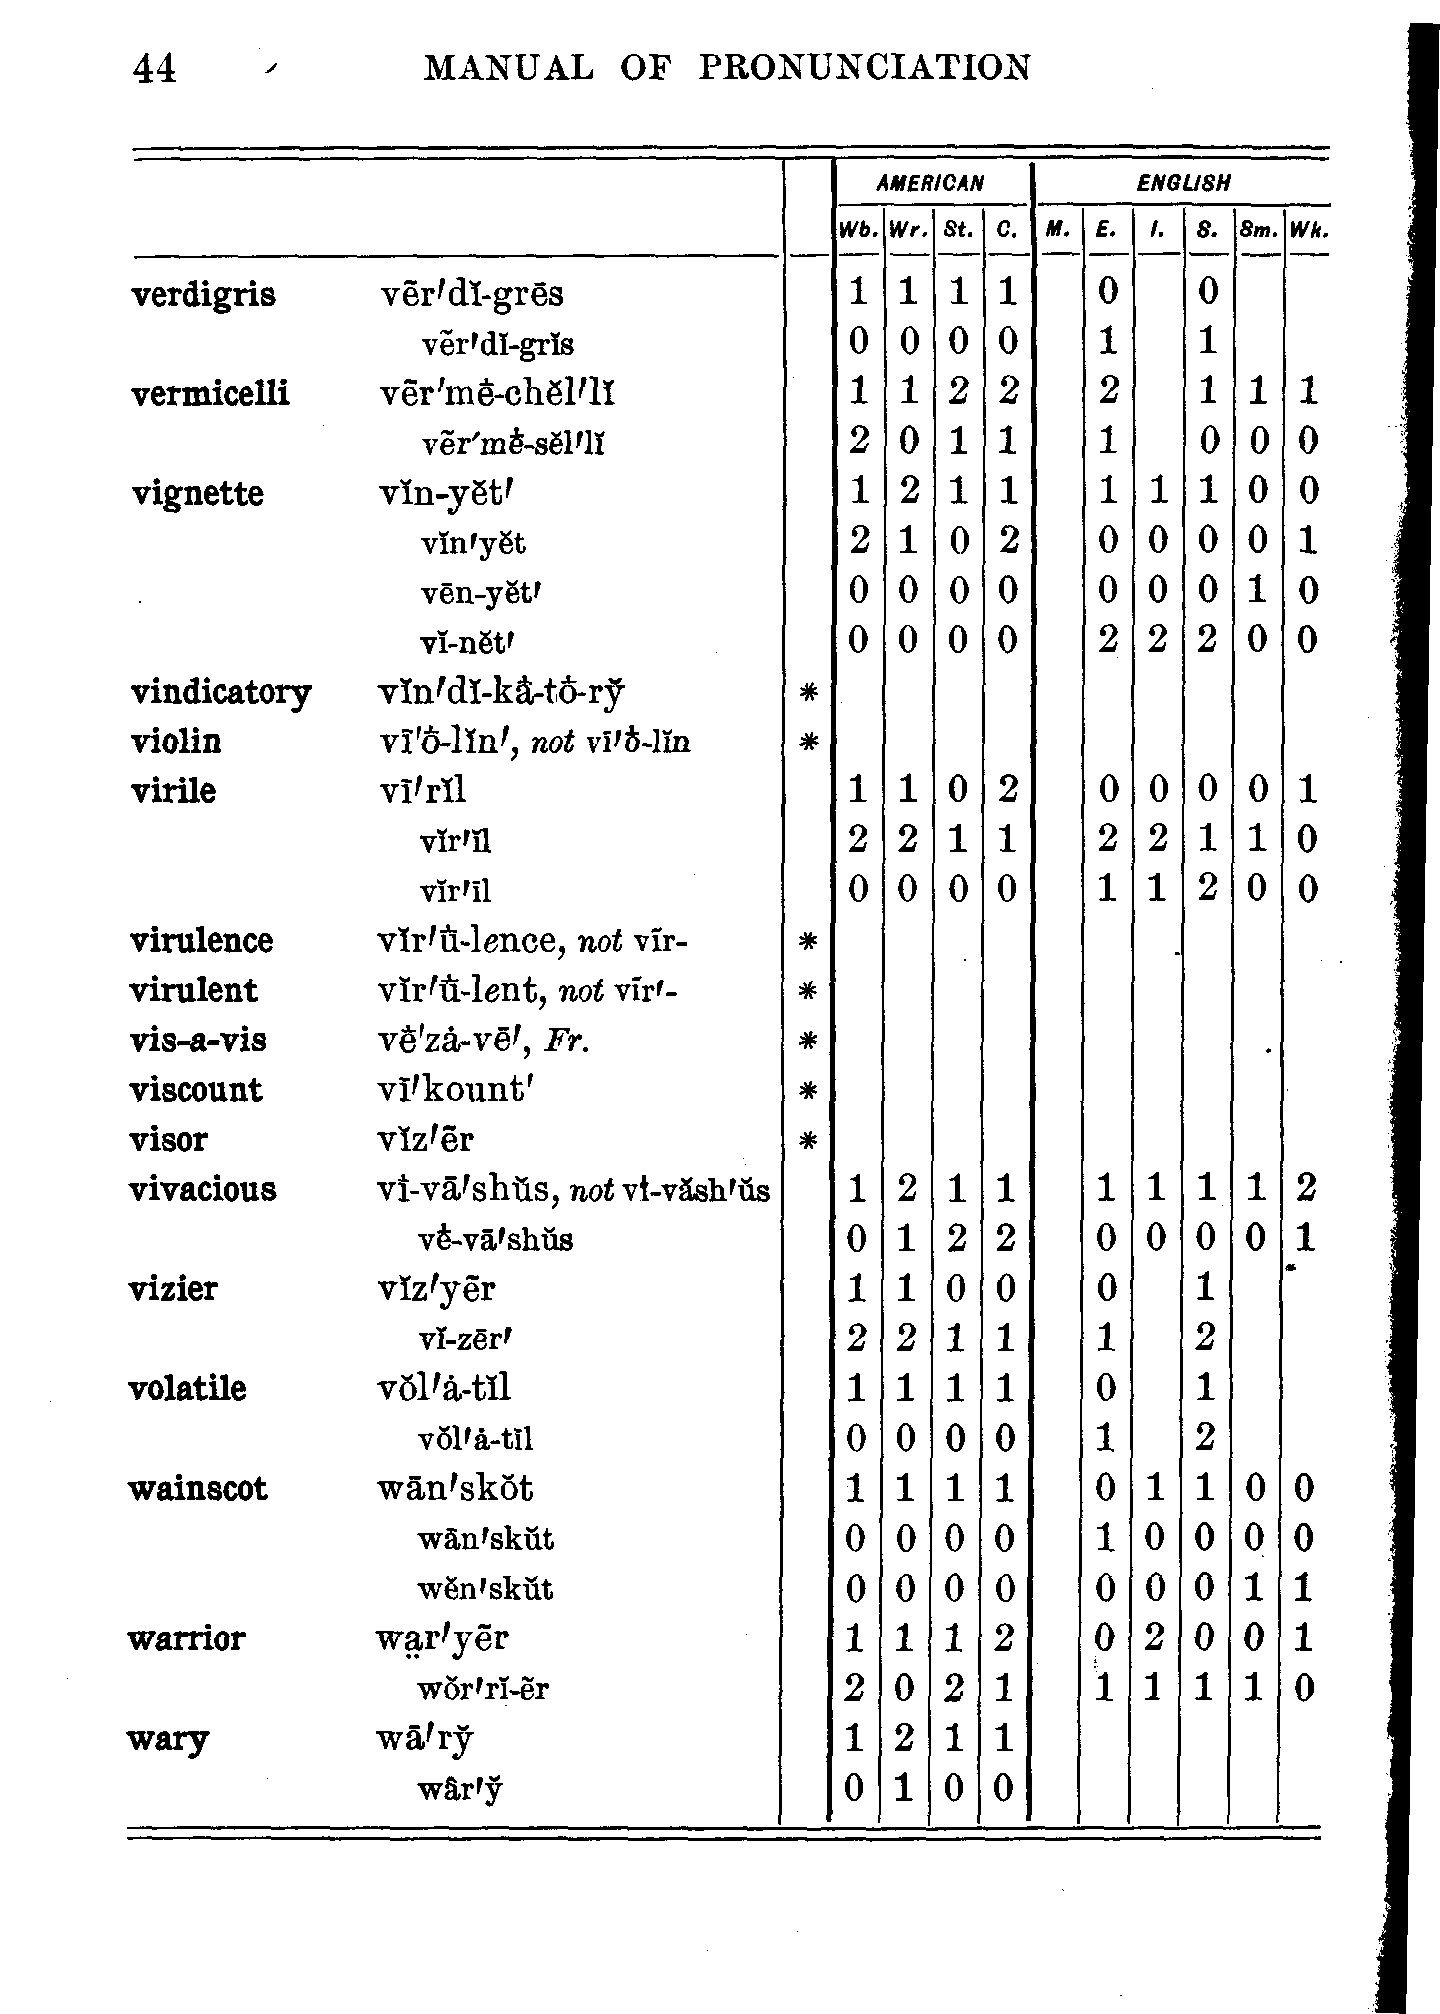 44 MANUAL OF PRONUNCIATION
AMERICAN ENGLISH
Wb. Wr. St. C. M. E. I. S. Sm. Wk.
verdigris vẽr′dĭ-grēs 1 1 1 1 0 0
vẽr′dĭ-grĭs 0 0 0 0 1 1
vermicelli vẽr′mė-chĕl′lĭ 1 1 2 2 2 1 1 1
vẽr′mė-sĕl′lĭ 2 0 1 1 1 0 0 0
vignette vĭn-yĕt′ 1 2 1 1 1 1 1 0 0
vĭn′yĕt 2 1 0 2 0 0 0 0 1
vēn-yĕt′ 0 0 0 0 0 0 0 1 0
vĭ-nĕt′ 0 0 0 0 2 2 2 0 0
vindicatory vĭn′dĭ-kā̇-tȯ-rў *
violin vī′ȯ-lĭn′, not vī′ȯ-lĭn *
virile vī′rĭl 1 1 0 2 0 0 0 0 1
vĭr′ĭl 2 2 1 1 2 2 1 1 0
vĭr′īl 0 0 0 0 1 1 2 0 0
virulence vĭr′ū̇-lence, not vīr- *
virulent vĭr′ū̇-lent, not vīr′- *
vis-a-vis vē̇′zȧ-vē′, Fr. *
viscount vī′kount′ *
visor vĭz′ẽr *
vivacious vī̇-vā′shŭs, not vī̇-văsh′ŭs 1 2 1 1 1 1 1 1 2
vė-vā′shŭs 0 1 2 2 0 0 0 0 1
vizier vĭz′yẽr 1 1 0 0 0 1
vĭ-zēr′ 2 2 1 1 1 2
volatile vŏl′ȧ-tĭl 1 1 1 1 0 1
vŏl′ȧ-tīl 0 0 0 0 1 2
wainscot wān′skŏt 1 1 1 1 0 1 1 0 0
wān′skŭt 0 0 0 0 1 0 0 0 0
wĕn′skŭt 0 0 0 0 0 0 0 1 1
warrior wa̤r′yẽr 1 1 1 2 0 2 0 0 1
wŏr′rĭ-ẽr 2 0 2 1 1 1 1 1 0
wary wā′rў 1 2 1 1
wâr′ў 0 1 0 0